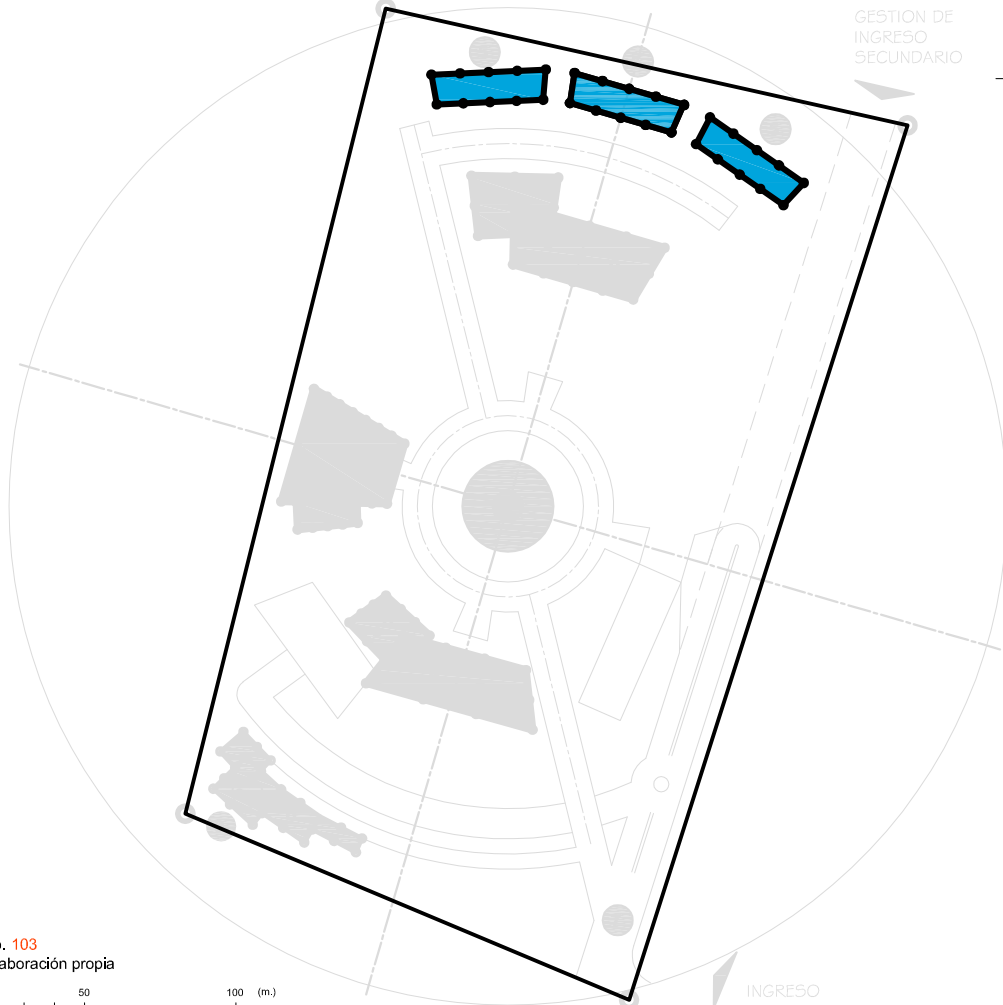 GESTION DE
INGRESO
SECUNDARIO
. 103
aboración propia
50 100 (m.)
INGRESO